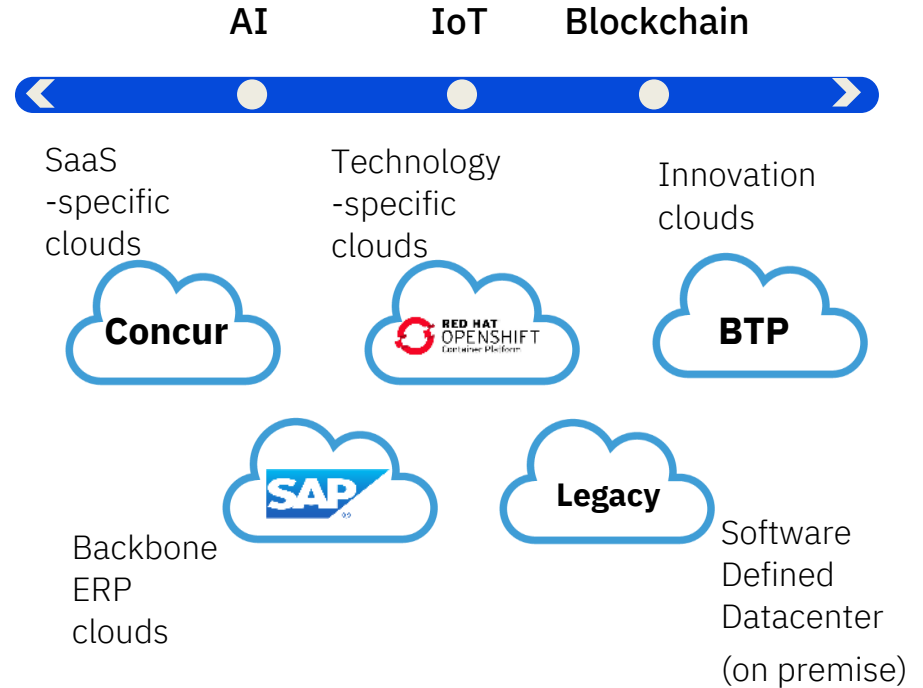 AI IoT Blockchain
SaaS
-specific
clouds
Technology
-specific
clouds
Innovation
clouds
Concur
RED HAT
OPENSHIFT
Container Platform
BTP
SAP
Legacy
Backbone
ERP
clouds
Software
Defined
Datacenter
(on premise)